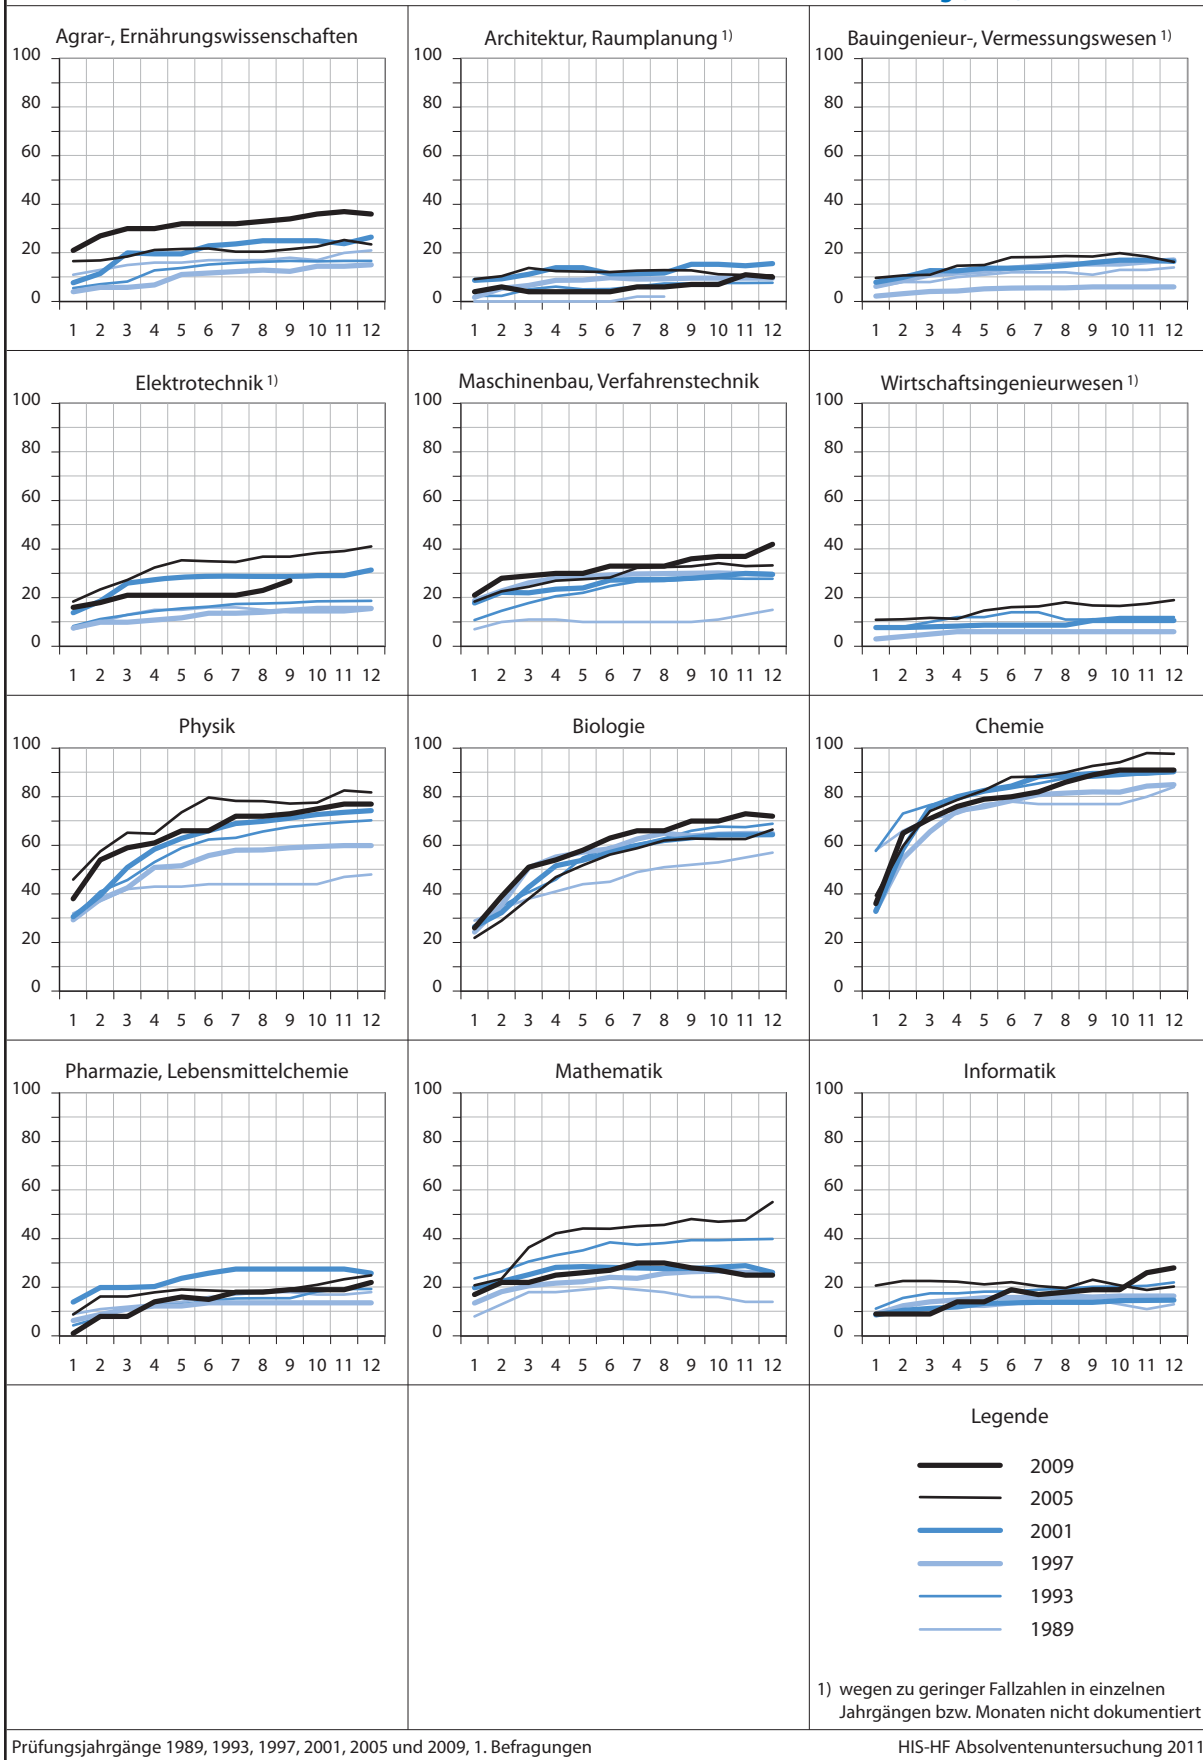 Agrar-, Ernährungswissenschaften
100
80
60
40
20
0
1 2 3 4 5 6 7 8 9 10 11 12
Architektur, Raumplanung 1)
100
80
60
40
20
0
1 2 3 4 5 6 7 8 9 10 11 12
Bauingenieur-, Vermessungswesen 1)
100
80
60
40
20
0
1 2 3 4 5 6 7 8 9 10 11 12
Elektrotechnik 1)
100
80
60
40
20
0
1 2 3 4 5 6 7 8 9 10 11 12
Maschinenbau, Verfahrenstechnik
100
80
60
40
20
0
1 2 3 4 5 6 7 8 9 10 11 12
Wirtschaftsingenieurwesen 1)
100
80
60
40
20
0
1 2 3 4 5 6 7 8 9 10 11 12
Physik
100
80
60
40
20
0
1 2 3 4 5 6 7 8 9 10 11 12
Biologie
100
80
60
40
20
0
1 2 3 4 5 6 7 8 9 10 11 12
Chemie
100
80
60
40
20
0
1 2 3 4 5 6 7 8 9 10 11 12
Pharmazie, Lebensmittelchemie
100
80
60
40
20
0
1 2 3 4 5 6 7 8 9 10 11 12
Mathematik
100
80
60
40
20
0
1 2 3 4 5 6 7 8 9 10 11 12
Informatik
100
80
60
40
20
0
1 2 3 4 5 6 7 8 9 10 11 12
Legende
2009
2005
2001
1997
1993
1989
1) wegen zu geringer Fallzahlen in einzelnen
Jahrgängen bzw. Monaten nicht dokumentiert
Prüfungsjahrgänge 1989, 1993, 1997, 2001, 2005 und 2009, 1. Befragungen
HIS-HF Absolventenuntersuchung 2011